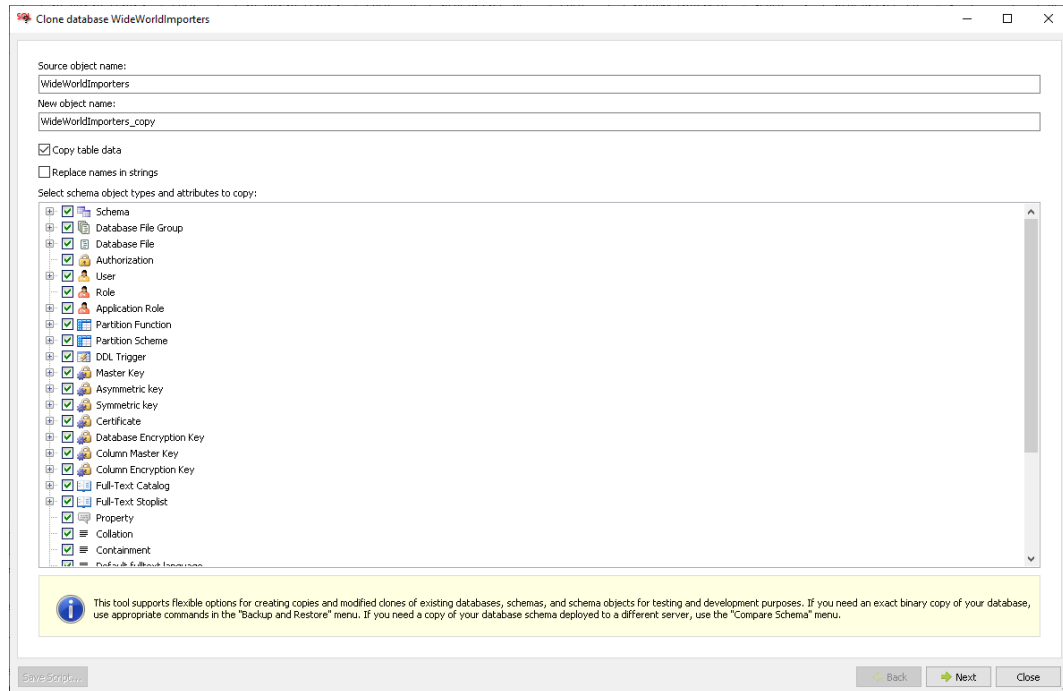 Clone database WideWorldImporters
Source object name:
WideWorldImporters
New object name:
WideWorldImporters_copy
Copy table data
Replace names in strings
Select schema object types and attributes to copy:
Schema
Database File Group
Database File
Authorization
User
Role
Application Role
Partition Function
Partition Scheme
DDL Trigger
Master Key
Asymmetric key
Symmetric key
Certificate
Database Encryption Key
Column Master Key
Column Encryption Key
Full-Text Catalog
Full-Text Stoplist
Property
Collation
Containment
Default fulltext language
This tool supports flexible options for creating copies and modified clones of existing databases, schemas, and schema objects for testing and development purposes. If you need an exact binary copy of your database,
use appropriate commands in the "Backup and Restore" menu. If you need a copy of your database schema deployed to a different server, use the "Compare Schema" menu.
Save Script... Back Next Close